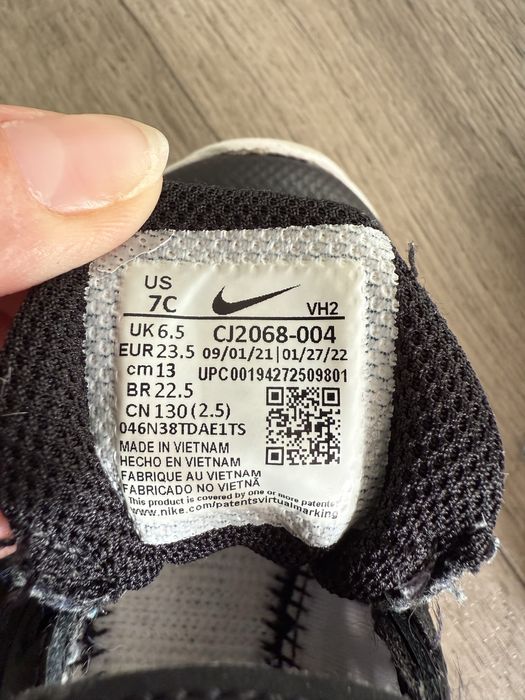 US
7C
VH2
UK 6.5 CJ2068-004
EUR 23.5 09/01/21 | 01/27/22
cm 13 UPC 00194272509801
BR 22.5
CN 130 (2.5)
046N38TDAE1TS
MADE IN VIETNAM
HECHO EN VIETNAM
FABRIQUE AU VIETNAM
FABRICADO NO VIETNÃ
This product is covered by one or more patents
www.nike.com/patentsvirtualmarking